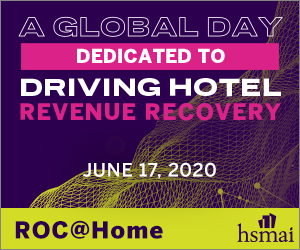 A GLOBAL DAY
DEDICATED TO
DRIVING HOTEL
REVENUE RECOVERY
JUNE 17, 2020
ROC@Home
hsmai